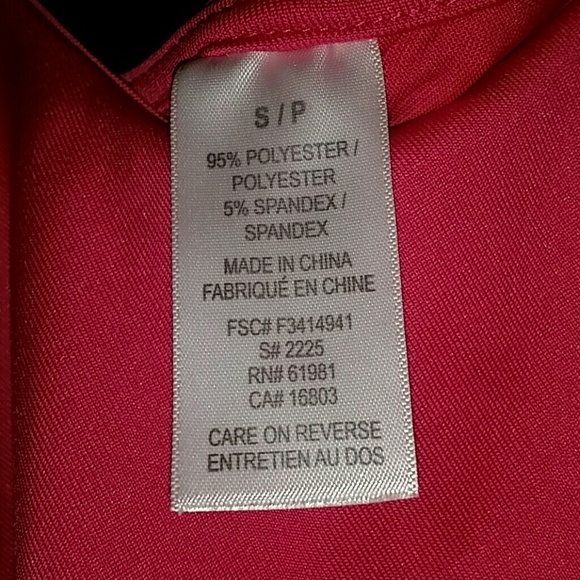 S / P
95% POLYESTER /
POLYESTER
5% SPANDEX /
SPANDEX
MADE IN CHINA
FABRIQUÉ EN CHINE
FSC# F3414941
S# 2225
RN# 61981
CA# 16803
CARE ON REVERSE
ENTRETIEN AU DOS